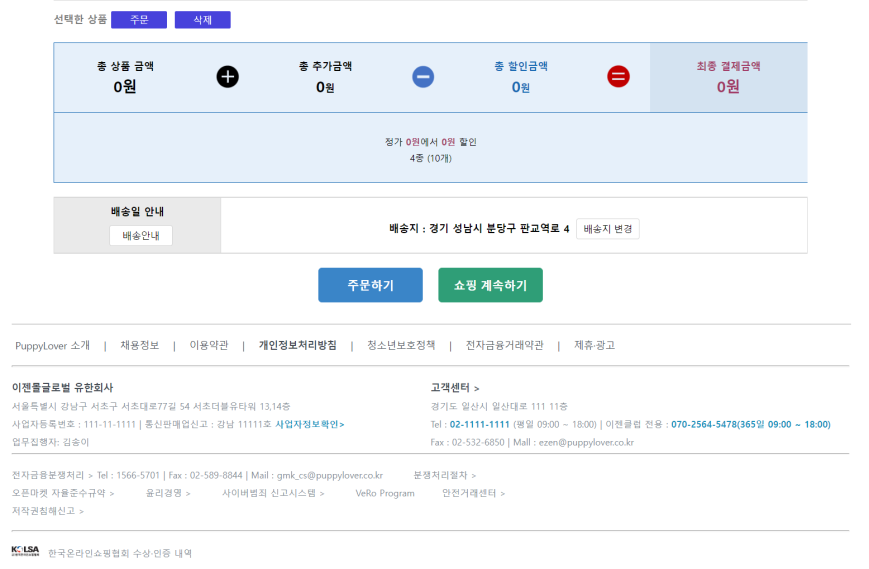 선택한 상품 주문 삭제
총 상품 금액 총 추가금액 총 할인금액 최종 결제금액
0원 0원 0원 0원
정가 0원에서 0원 할인
4종 (10개)
배송일 안내
배송안내
배송지 : 경기 성남시 분당구 판교역로 4 배송지 변경
주문하기 쇼핑 계속하기
PuppyLover 소개 | 채용정보 | 이용약관 | 개인정보처리방침 | 청소년보호정책 | 전자금융거래약관 | 제휴·광고
이젠몰글로벌 유한회사
서울특별시 강남구 서초구 서초대로77길 54 서초더블유타워 13,14층
사업자등록번호 : 111-11-1111 | 통신판매업신고 : 강남 11111호 사업자정보확인>
업무집행자: 김송이
고객센터 >
경기도 일산시 일산대로 111 11층
Tel : 02-1111-1111 (평일 09:00 ~ 18:00) | 이젠클럽 전용 : 070-2564-5478(365일 09:00 ~ 18:00)
Fax : 02-532-6850 | Mall : ezen@puppylover.co.kr
전자금융분쟁처리 > Tel : 1566-5701 | Fax : 02-589-8844 | Mail : gmk_cs@puppylover.co.kr 분쟁처리절차 >
오픈마켓 자율준수규약 > 윤리경영 > 사이버범죄 신고시스템 > VeRo Program 안전거래센터 >
저작권침해신고 >
KOLSA 한국온라인쇼핑협회 수상·인증 내역